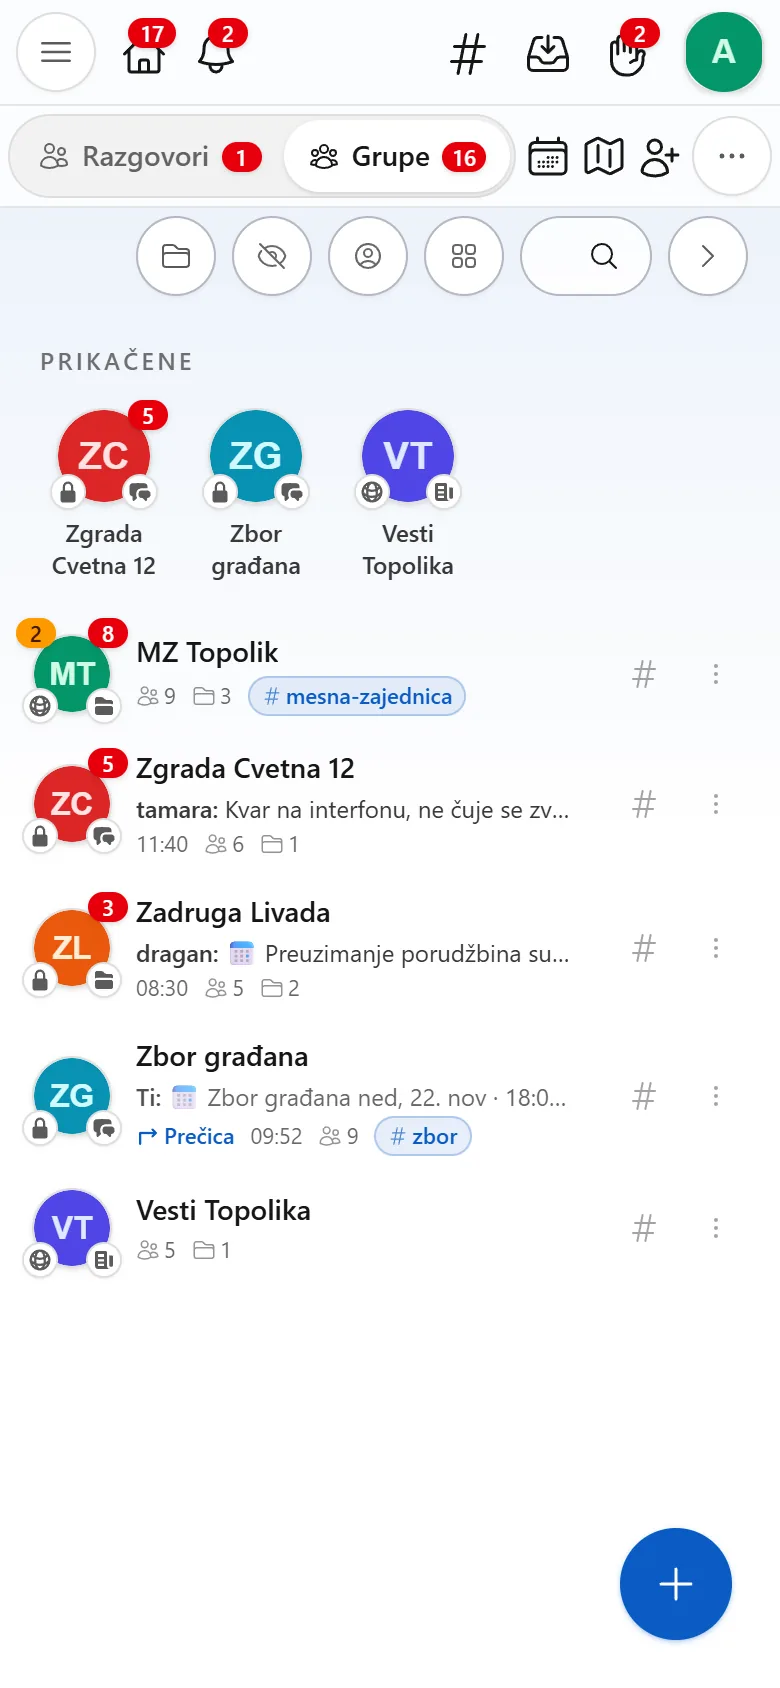 17
2
2
A
Razgovori 1
Grupe 16
PRIKAČENE
ZC 5
ZG
VT
Zgrada
Cvetna 12
Zbor
građana
Vesti
Topolika
2
8
MT
MZ Topolik
9 3 # mesna-zajednica
5
ZC
Zgrada Cvetna 12
tamara: Kvar na interfonu, ne čuje se zv...
11:40 6 1
3
ZL
Zadruga Livada
dragan: Preuzimanje porudžbina su...
08:30 5 2
ZG
Zbor građana
Ti: Zbor građana ned, 22. nov · 18:0...
Prečica 09:52 9 # zbor
VT
Vesti Topolika
5 1